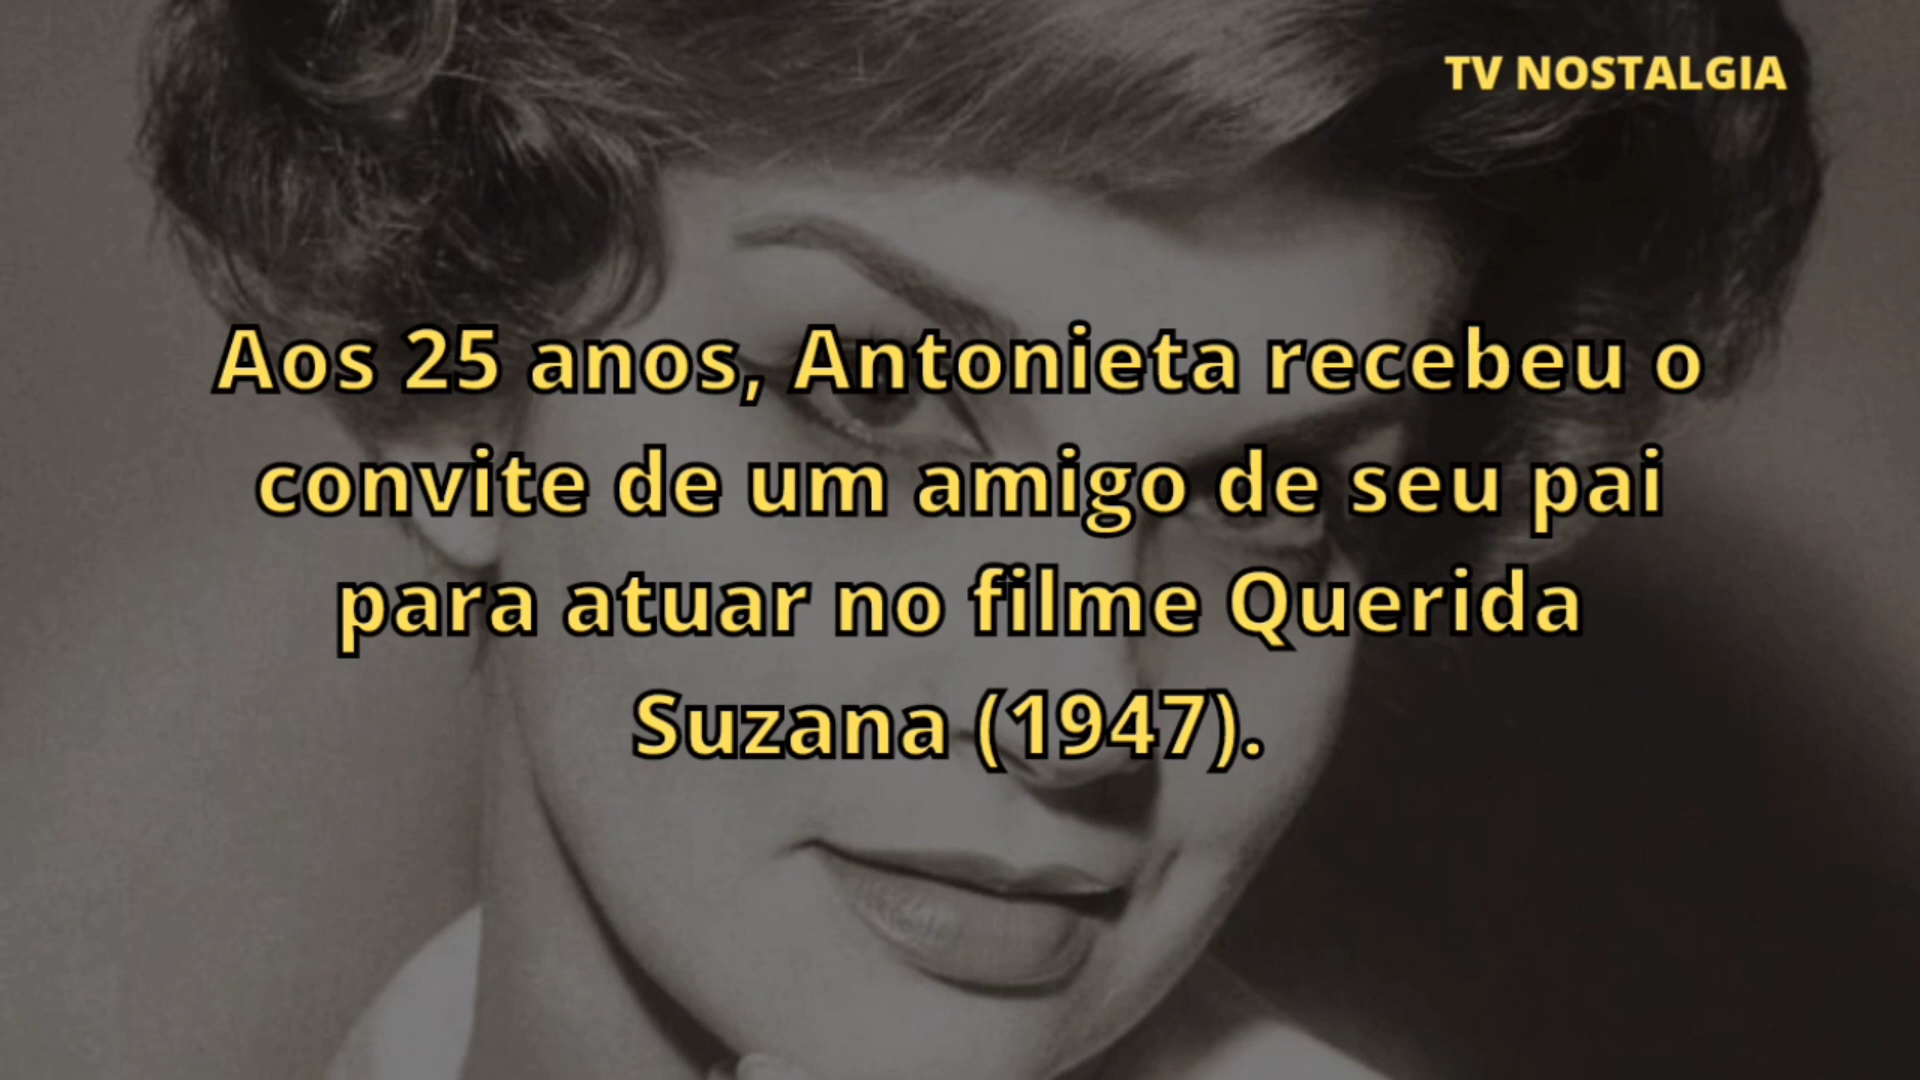 TV NOSTALGIA
Aos 25 anos, Antonieta recebeu o
convite de um amigo de seu pai
para atuar no filme Querida
Suzana (1947).